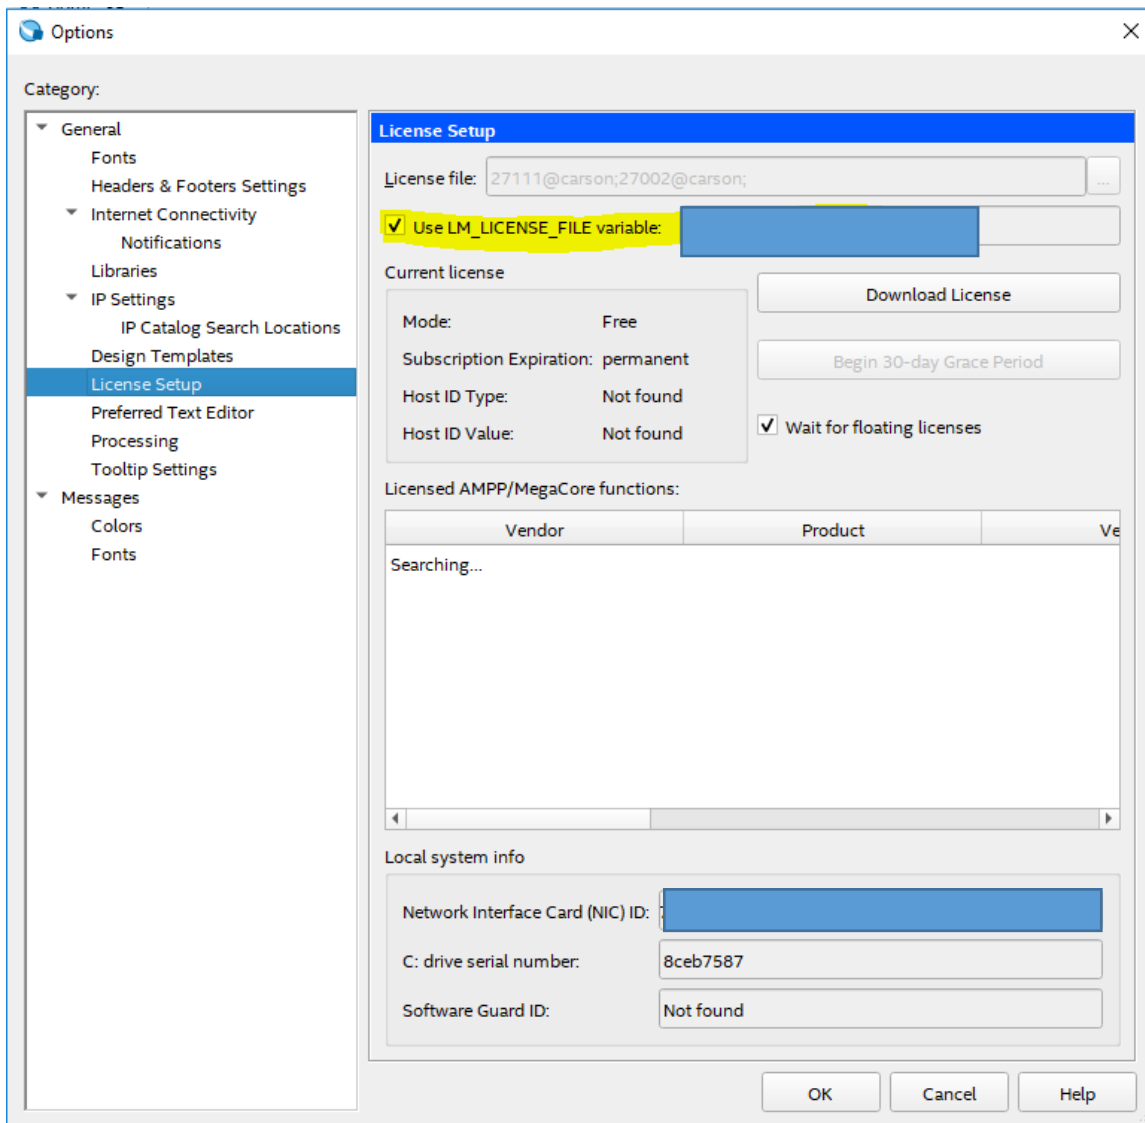 Options
Category:
General
Fonts
Headers & Footers Settings
Internet Connectivity
Notifications
Libraries
IP Settings
IP Catalog Search Locations
Design Templates
License Setup
Preferred Text Editor
Processing
Tooltip Settings
Messages
Colors
Fonts
License Setup
License file: 27111@carson;27002@carson; ...
Use LM_LICENSE_FILE variable:
Current license
Mode: Free
Subscription Expiration: permanent
Host ID Type: Not found
Host ID Value: Not found
Download License
Begin 30-day Grace Period
Wait for floating licenses
Licensed AMPP/MegaCore functions:
Vendor Product Ve
Searching...
Local system info
Network Interface Card (NIC) ID:
C: drive serial number: 8ceb7587
Software Guard ID: Not found
OK Cancel Help